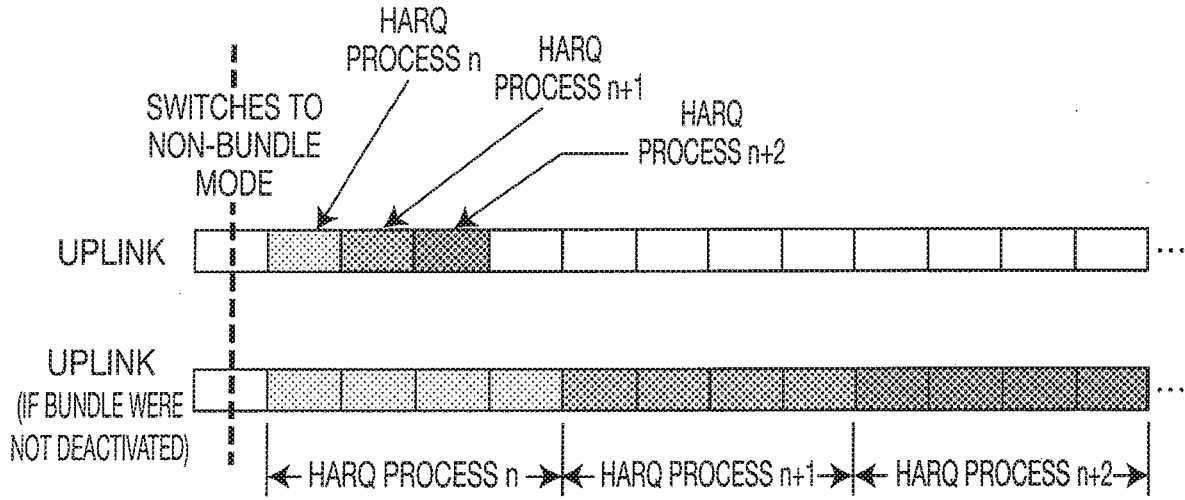 HARQ
PROCESS n
HARQ
PROCESS n+1
HARQ
PROCESS n+2
SWITCHES TO
NON-BUNDLE
MODE
UPLINK
...
UPLINK
(IF BUNDLE WERE
NOT DEACTIVATED)
...
HARQ PROCESS n
HARQ PROCESS n+1
HARQ PROCESS n+2